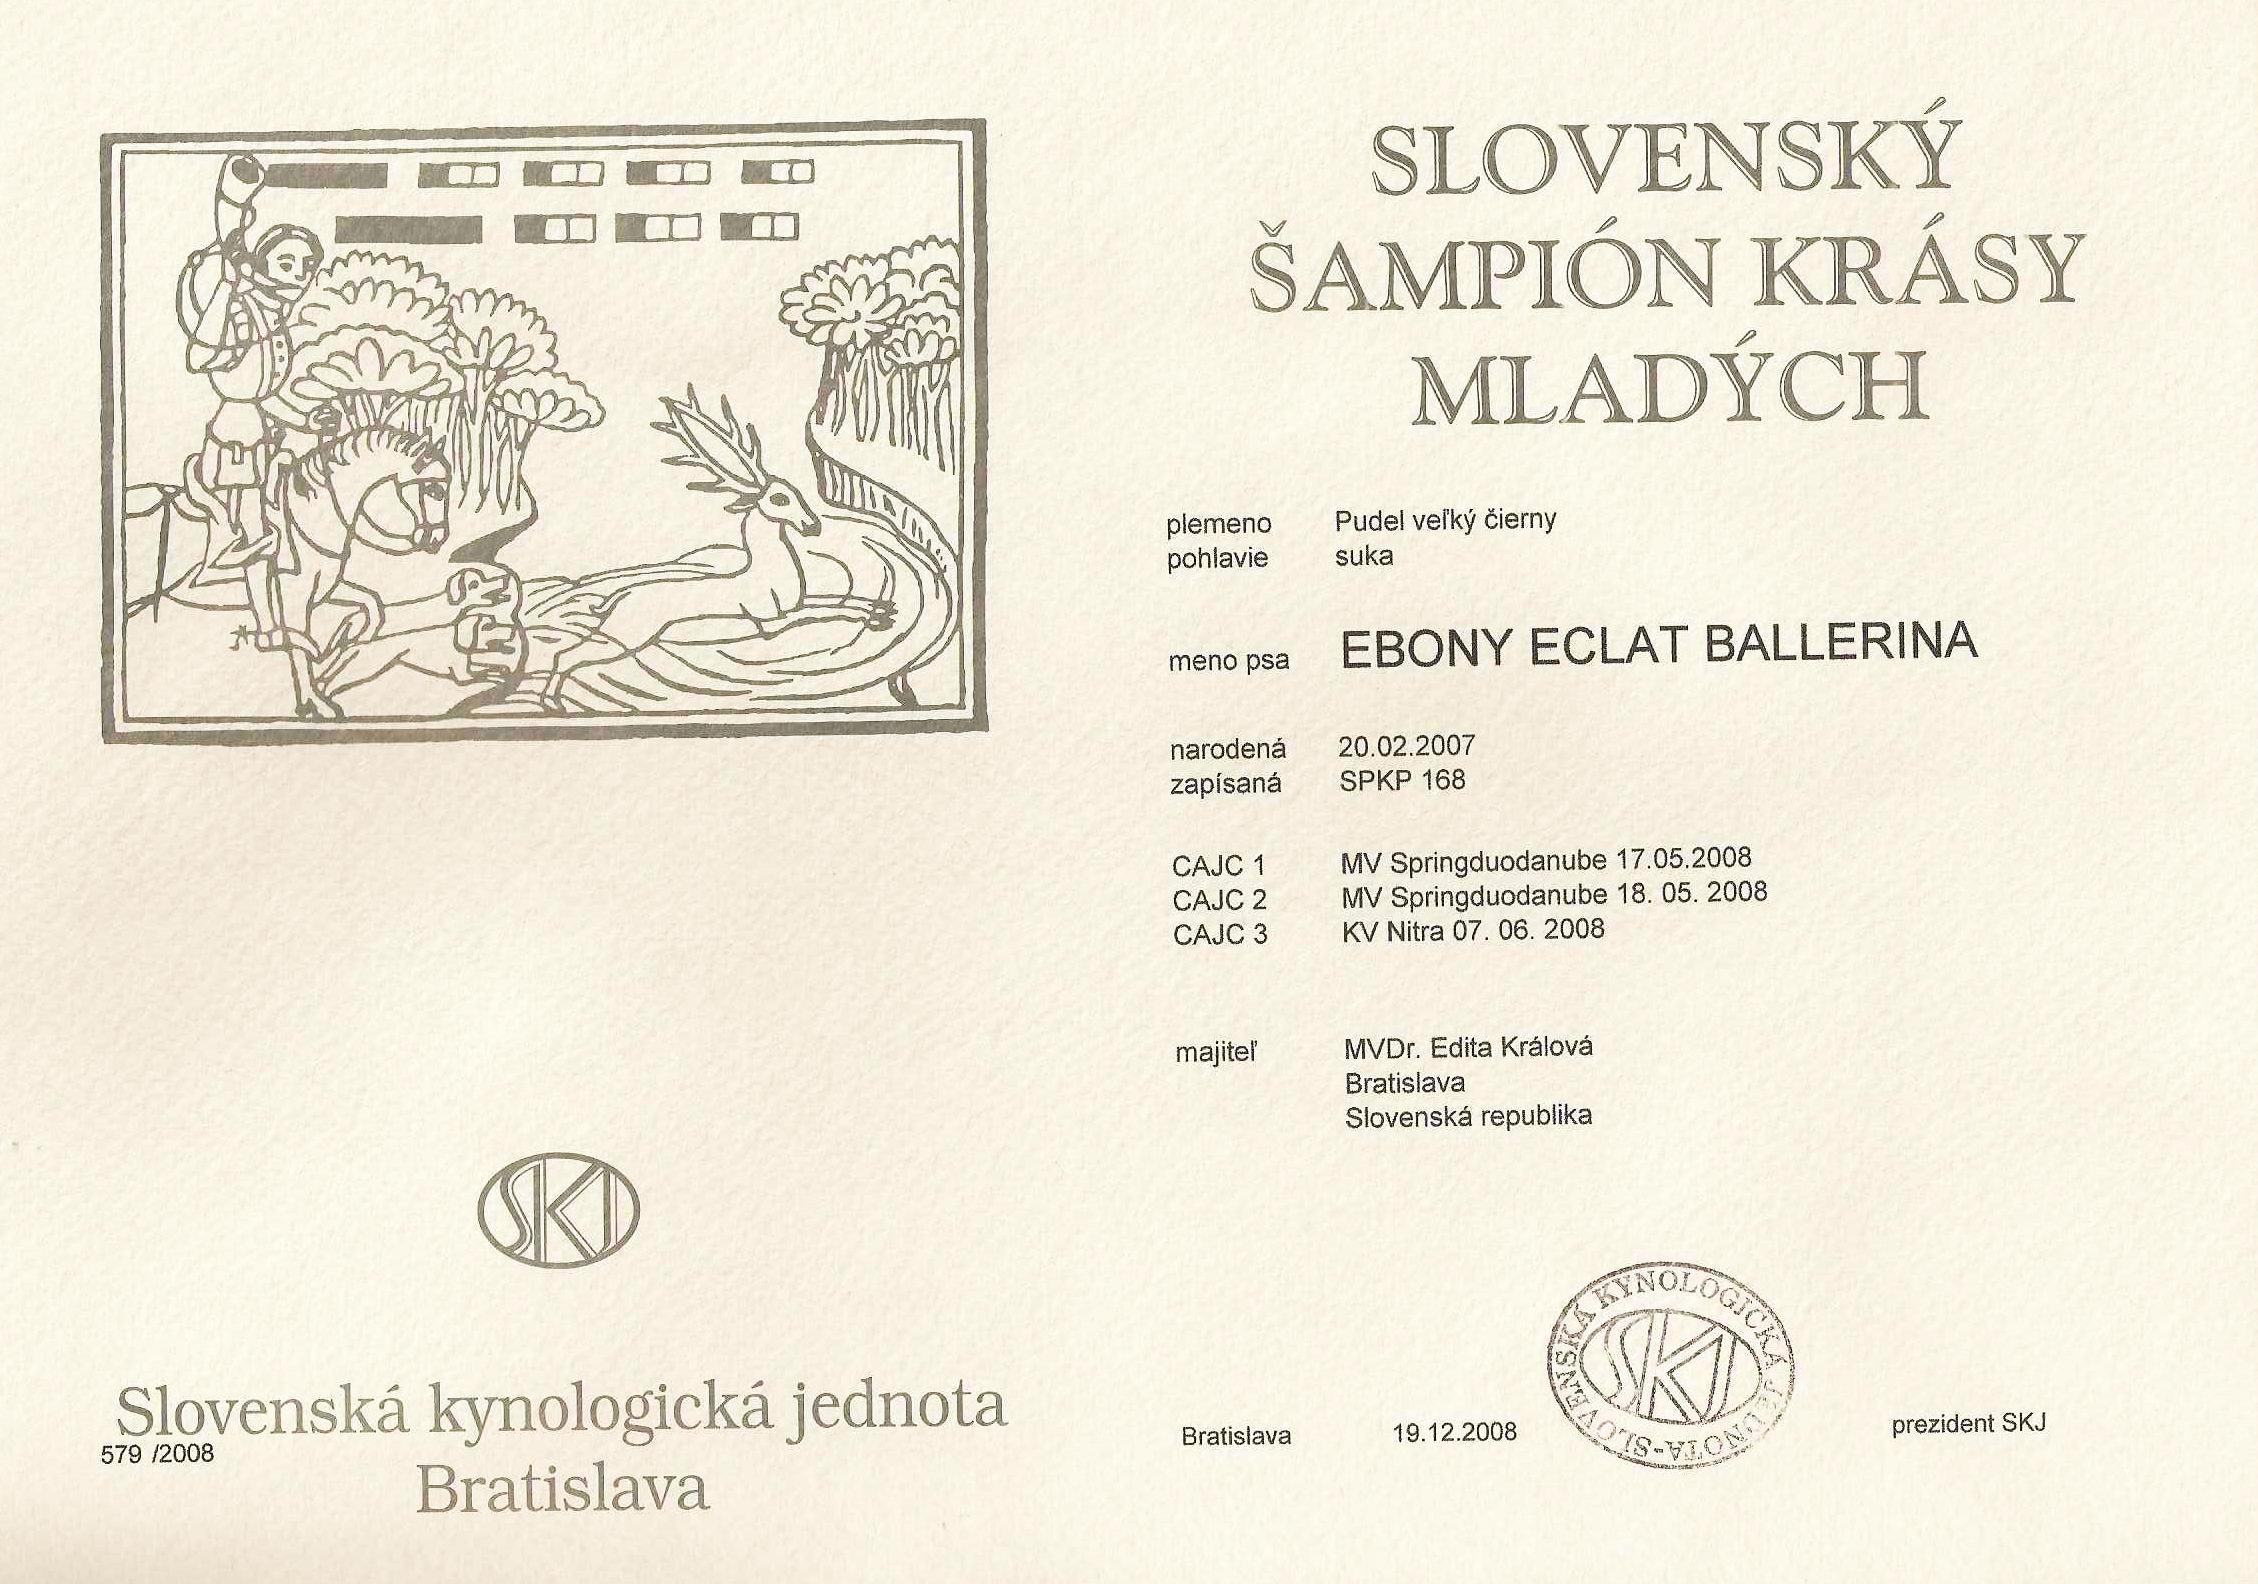 SLOVENSKÝ
ŠAMPIÓN KRÁSY
MLADÝCH
plemeno Pudel veľký čierny
pohlavie suka
meno psa EBONY ECLAT BALLERINA
narodená 20.02.2007
zapísaná SPKP 168
CAJC 1 MV Springduodanube 17.05.2008
CAJC 2 MV Springduodanube 18. 05. 2008
CAJC 3 KV Nitra 07. 06. 2008
majiteľ MVDr. Edita Králová
Bratislava
Slovenská republika
SKJ
Slovenská kynologická jednota
579 /2008
Bratislava
Bratislava 19.12.2008
SLOVENSKÁ KYNOLOGICKÁ JEDNOTA-
SKJ
prezident SKJ